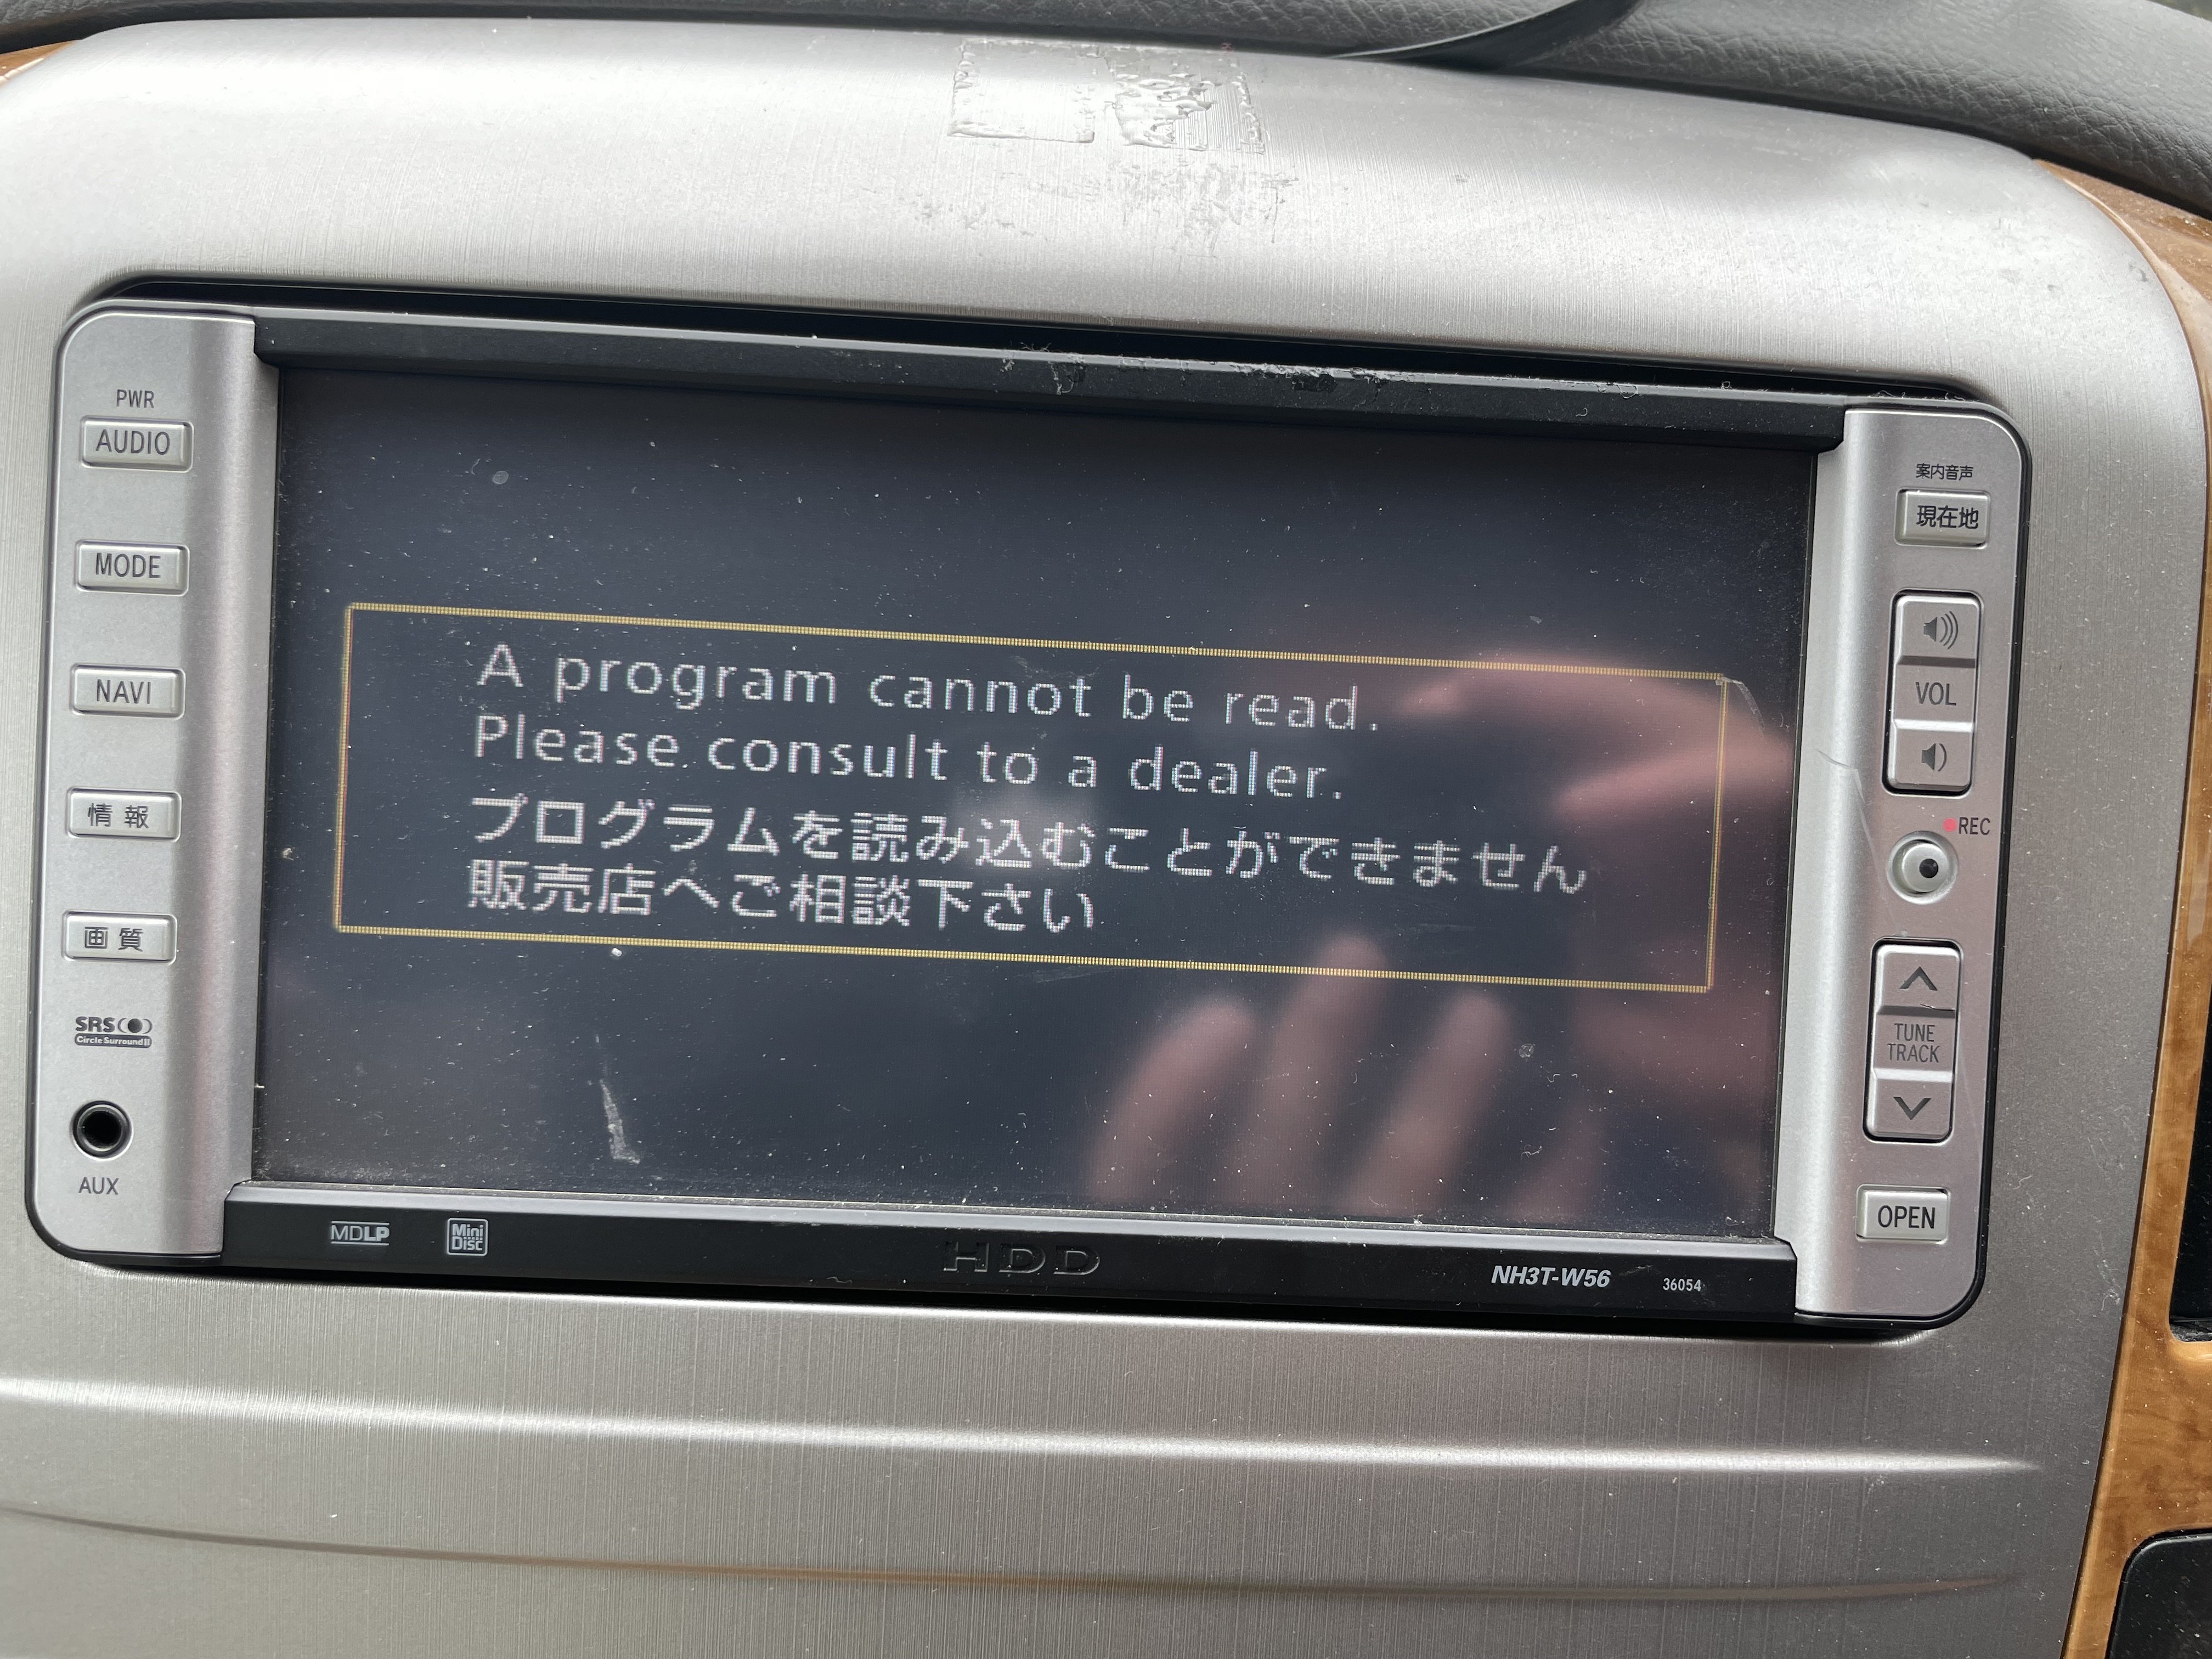 PWR
AUDIO
MODE
NAVI
情報
画質
SRS
Circle Surround II
AUX
A program cannot be read.
Please consult to a dealer.
プログラムを読み込むことができません
販売店へご相談下さい
案内音声
現在地
VOL
REC
TUNE
TRACK
OPEN
MDLP
Mini
Disc
HDD
NH3T-W56
36054